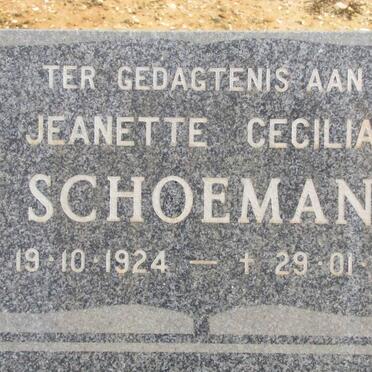 TER GEDAGTENIS AAN
JEANETTE CECILIA
SCHOEMAN
19·10·1924 — † 29·01·